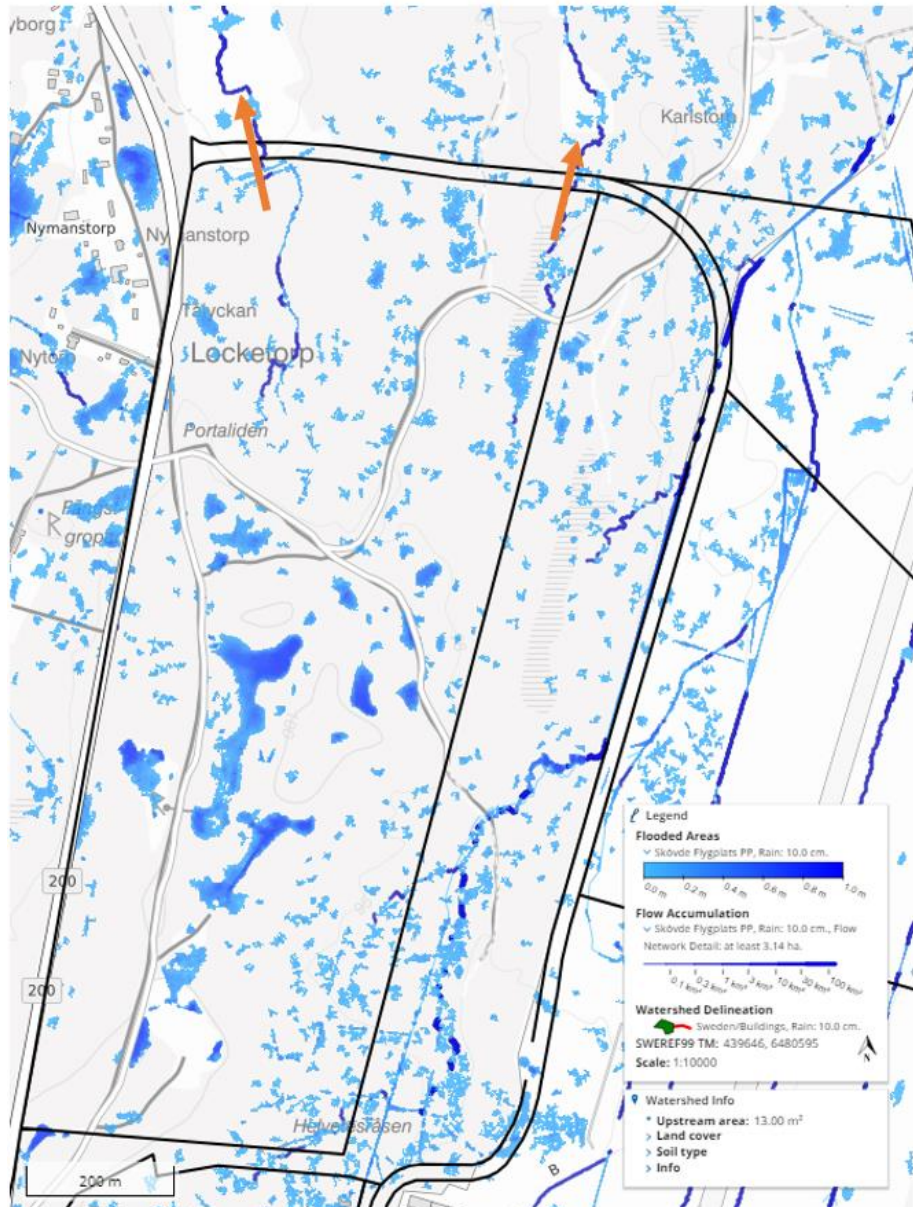 yborg
Karlstorp
Nymanstorp
Nymanstorp
Tålyckan
Locketorp
Nytorp
Portaliden
Fångst
grop
R
R
200
200
Helvetesråsen
B
200 m
Legend
Flooded Areas
Skövde Flygplats PP, Rain: 10.0 cm.
0.0 m 0.2 m 0.4 m 0.6 m 0.8 m 1.0 m
Flow Accumulation
Skövde Flygplats PP, Rain: 10.0 cm., Flow
Network Detail: at least 3.14 ha.
0.1 km² 0.3 km² 1 km² 3 km² 10 km² 30 km² 100 km²
Watershed Delineation
Sweden/Buildings, Rain: 10.0 cm.
SWEREF99 TM: 439646, 6480595
Scale: 1:10000
N
Watershed Info
* Upstream area: 13.00 m²
> Land cover
> Soil type
> Info